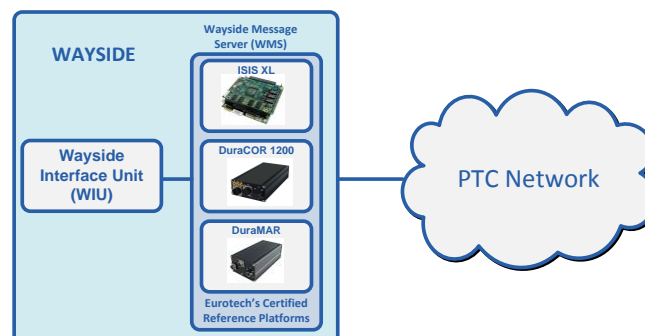 WAYSIDE
Wayside Message
Server (WMS)
ISIS XL
Wayside
Interface Unit
(WIU)
DuraCOR 1200
DuraMAR
Eurotech's Certified
Reference Platforms
PTC Network